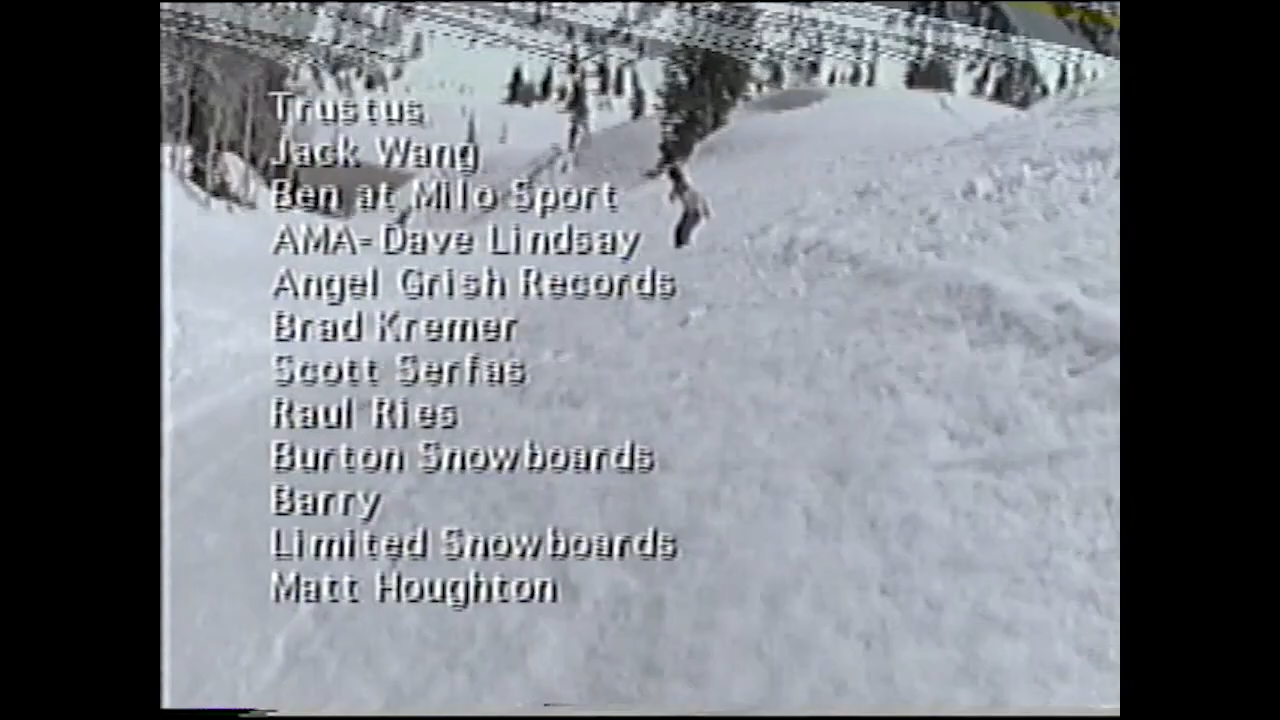 Trustus
Jack Wang
Ben at Milo Sport
AMA-Dave Lindsay
Angel Grish Records
Brad Kremer
Scott Serfas
Raul Ries
Burton Snowboards
Barry
Limited Snowboards
Matt Houghton